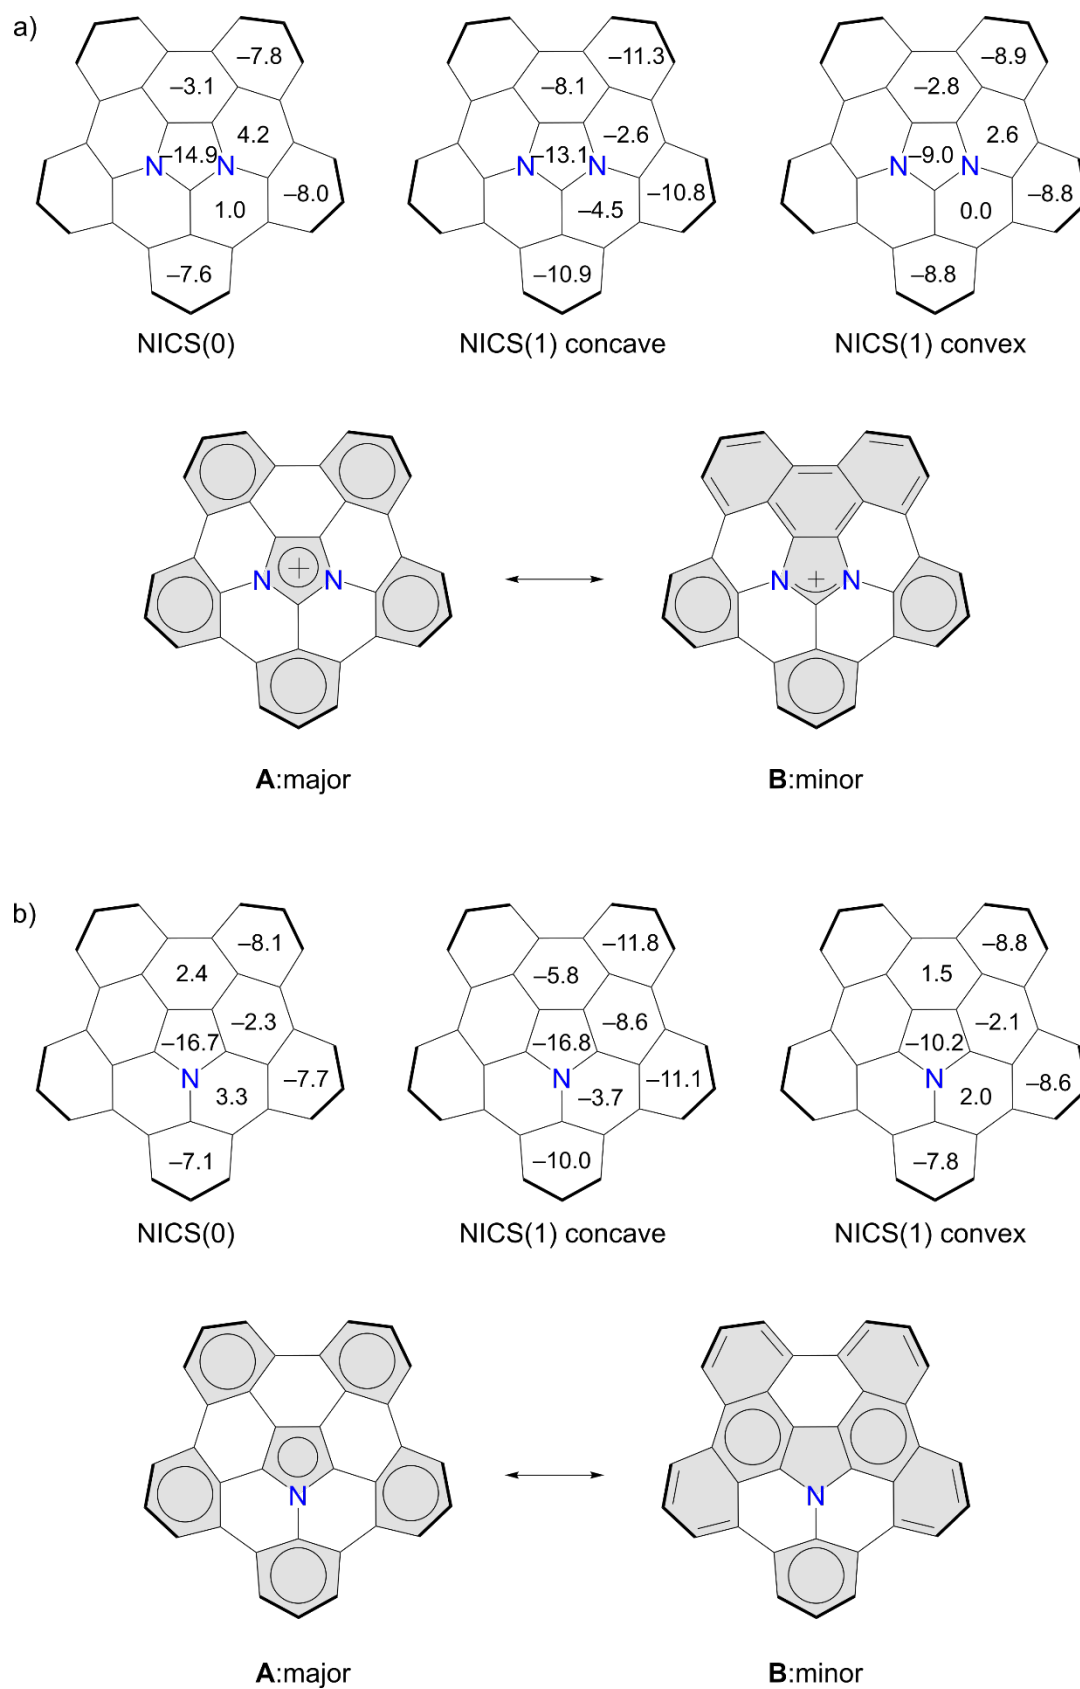 a)
–7.8 –11.3 –8.9
–3.1 –8.1 –2.8
4.2 –2.6 2.6
N –14.9 N N –13.1 N N –9.0 N
–8.0 –10.8 –8.8
1.0 –4.5 0.0
–7.6 –10.9 –8.8
NICS(0) NICS(1) concave NICS(1) convex
N + N N + N
A:major B:minor
b)
–8.1 –11.8 –8.8
2.4 –5.8 1.5
–2.3 –8.6 –2.1
–16.7 –16.8 –10.2
N –7.7 N –11.1 N –8.6
3.3 –3.7 2.0
–7.1 –10.0 –7.8
NICS(0) NICS(1) concave NICS(1) convex
N N
A:major B:minor